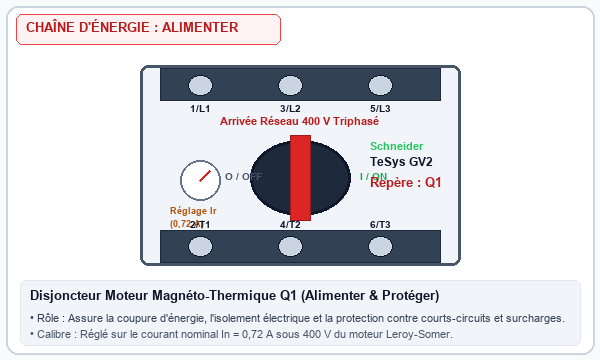 CHAÎNE D'ÉNERGIE : ALIMENTER
1/L1 3/L2 5/L3
Arrivée Réseau 400 V Triphasé
Schneider
TeSys GV2
O / OFF I / ON
Repère : Q1
Réglage Ir
(0,72 A)
2/T1 4/T2 6/T3
Disjoncteur Moteur Magnéto-Thermique Q1 (Alimenter & Protéger)
• Rôle : Assure la coupure d'énergie, l'isolement électrique et la protection contre courts-circuits et surcharges.
• Calibre : Réglé sur le courant nominal In = 0,72 A sous 400 V du moteur Leroy-Somer.